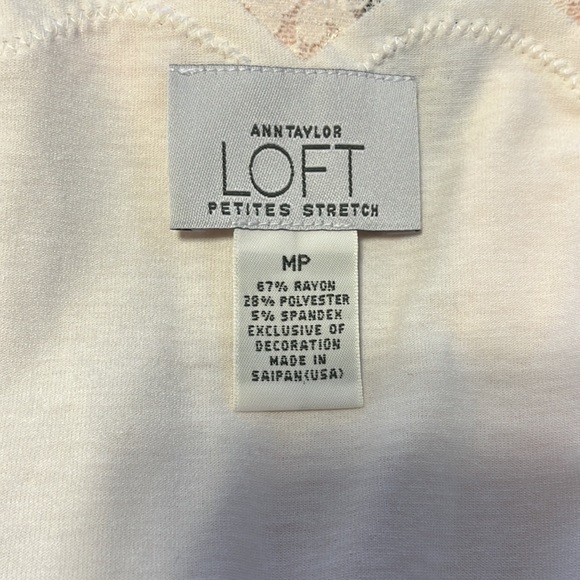 ANNTAYLOR
LOFT
PETITES STRETCH
MP
67% RAYON
28% POLYESTER
5% SPANDEX
EXCLUSIVE OF
DECORATION
MADE IN
SAIPAN(USA)